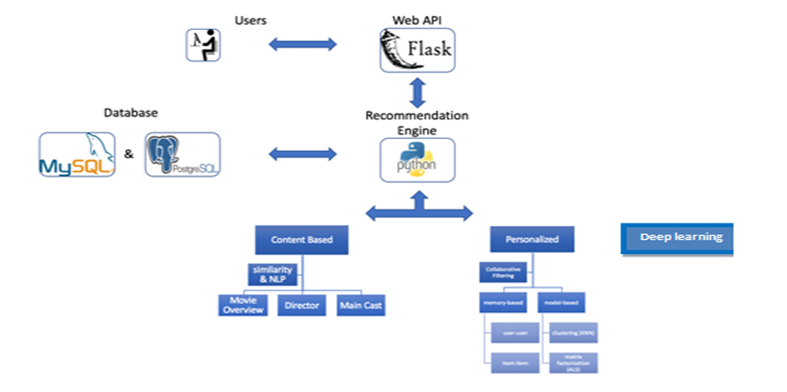 Users
Web API
Flask
Database
Recommendation
Engine
MySQL
&
PostgreSQL
python
Content Based
Personalized
Deep learning
similarity
& NLP
Collaborative
Filtering
Movie
Overview
Director
Main Cast
memory-based
model-based
user-user
clustering (KNN)
item-item
matrix
factorization
(ALS)